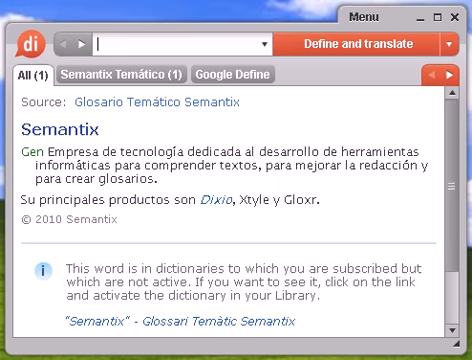 Menu
di
Define and translate
All (1)
Semantix Temático (1)
Google Define
Source: Glosario Temático Semantix
Semantix
Gen Empresa de tecnología dedicada al desarrollo de herramientas
informáticas para comprender textos, para mejorar la redacción y
para crear glosarios.
Su principales productos son Dixio, Xtyle y Gloxr.
© 2010 Semantix
i
This word is in dictionaries to which you are subscribed but
which are not active. If you want to see it, click on the link
and activate the dictionary in your Library.
"Semantix" - Glossari Temàtic Semantix